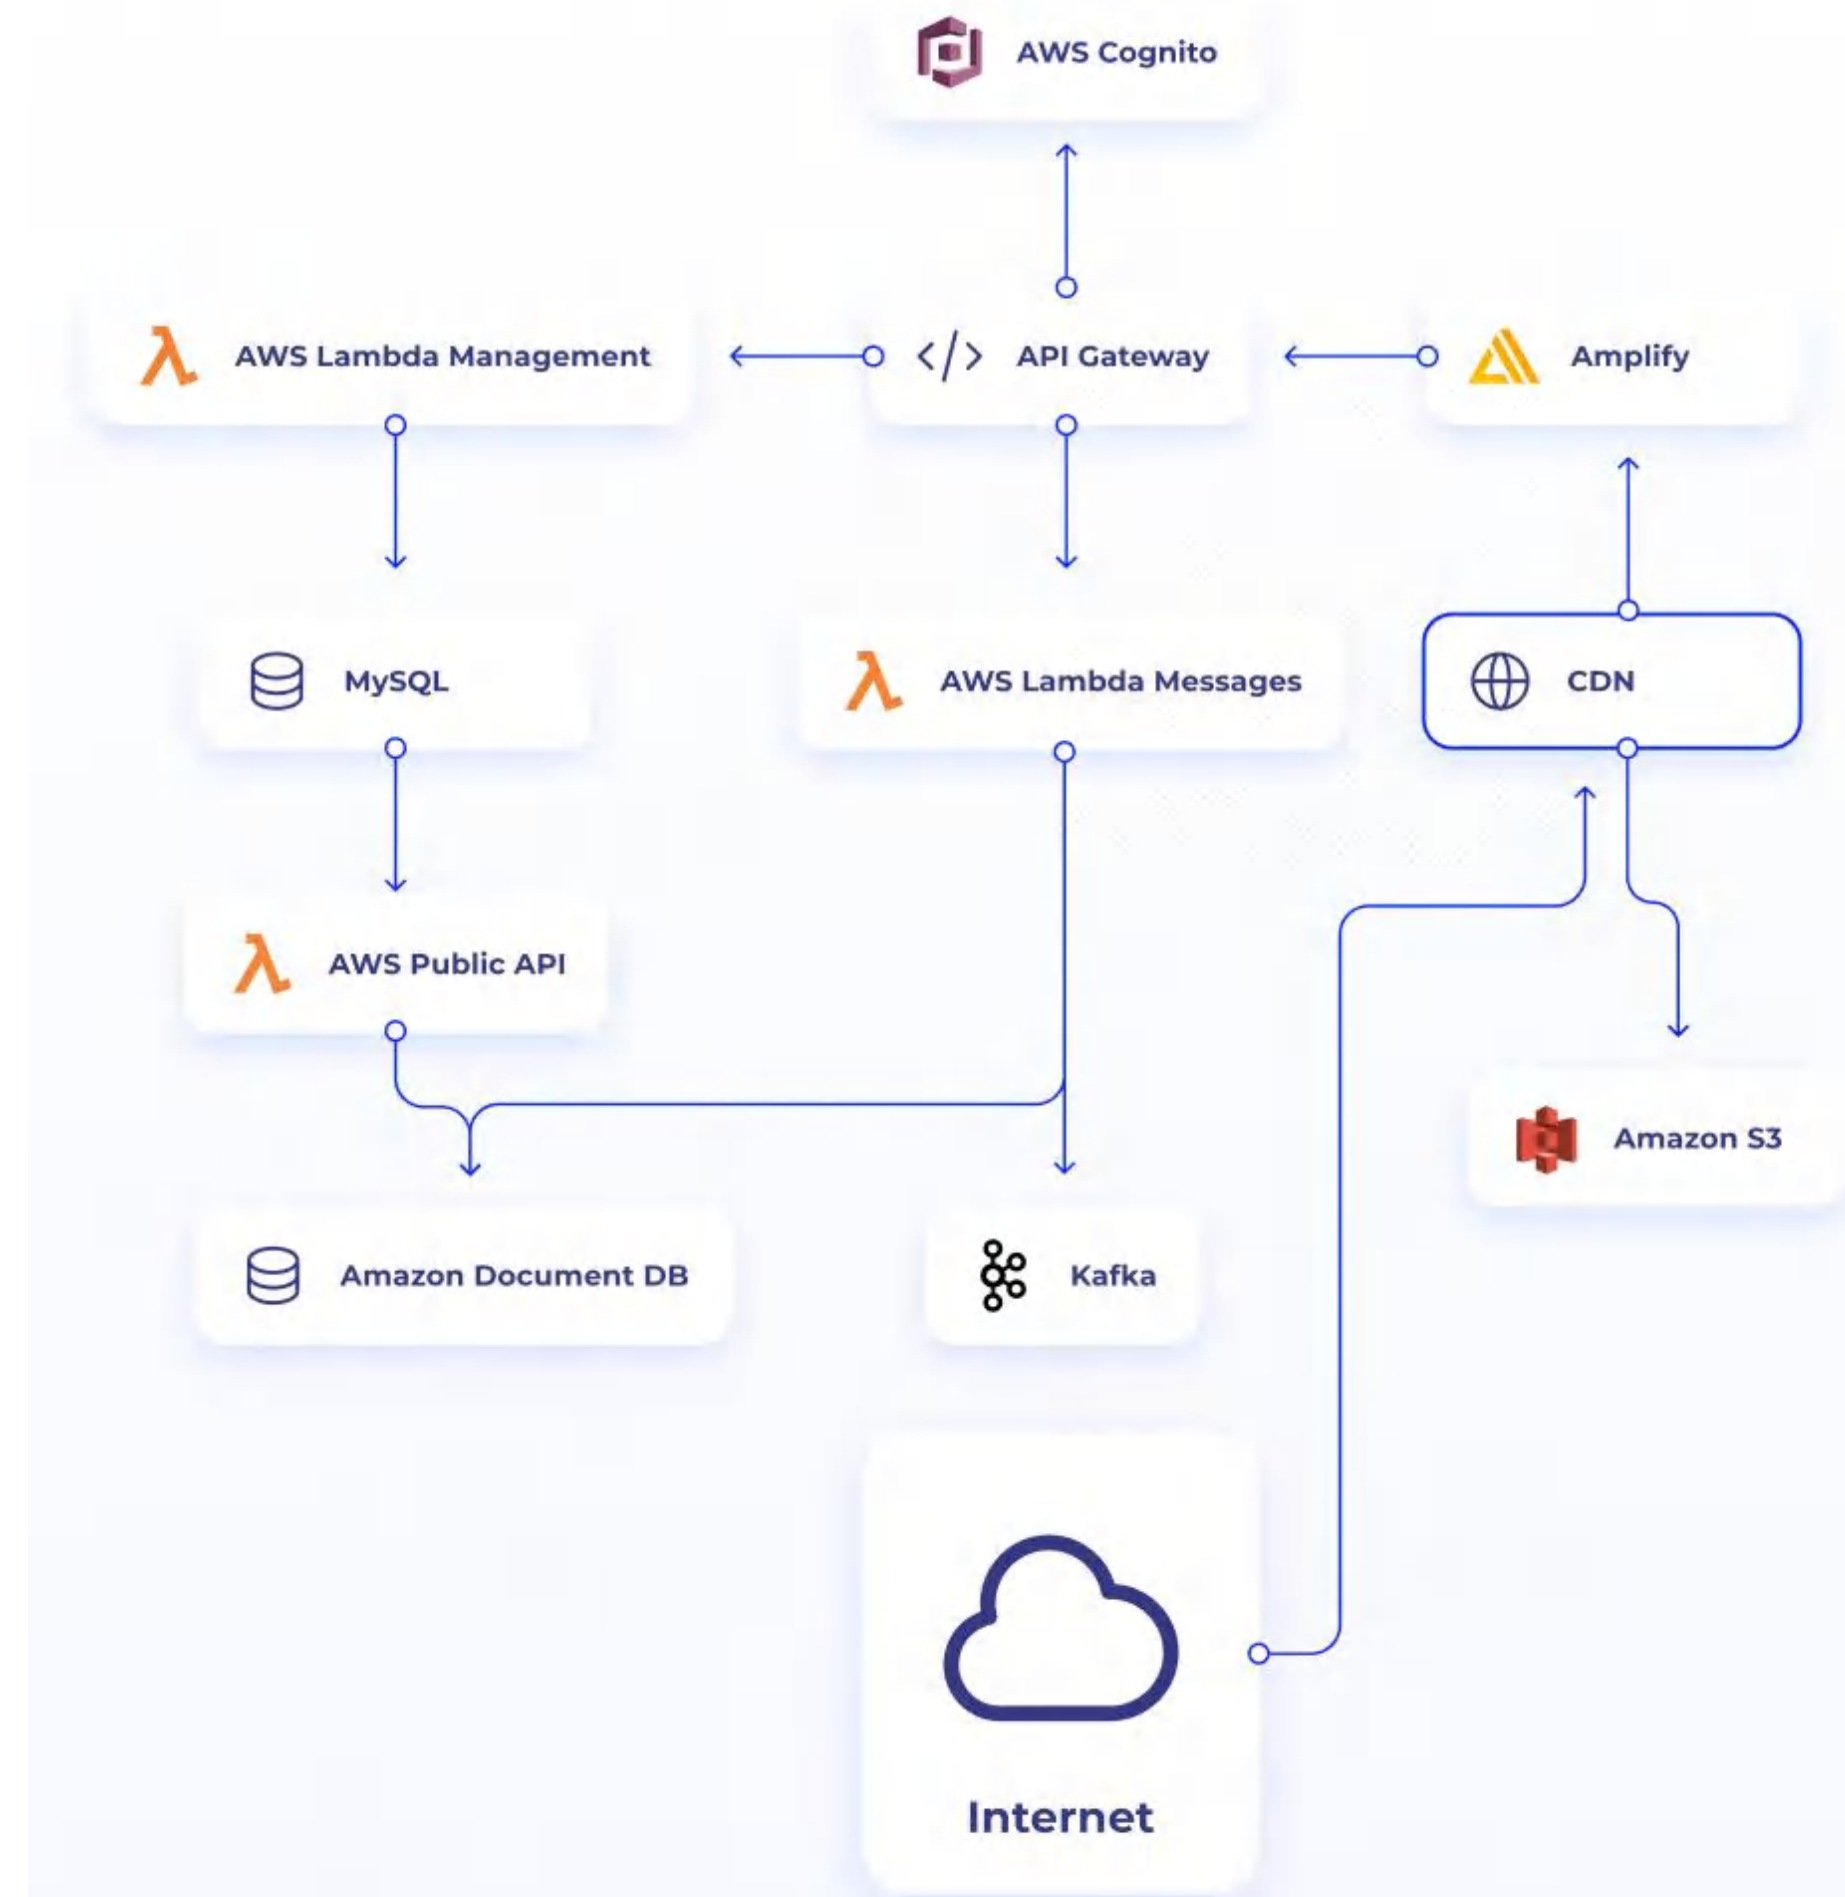 AWS Cognito
AWS Lambda Management
API Gateway
Amplify
MySQL
AWS Lambda Messages
CDN
AWS Public API
Amazon S3
Amazon Document DB
Kafka
Internet